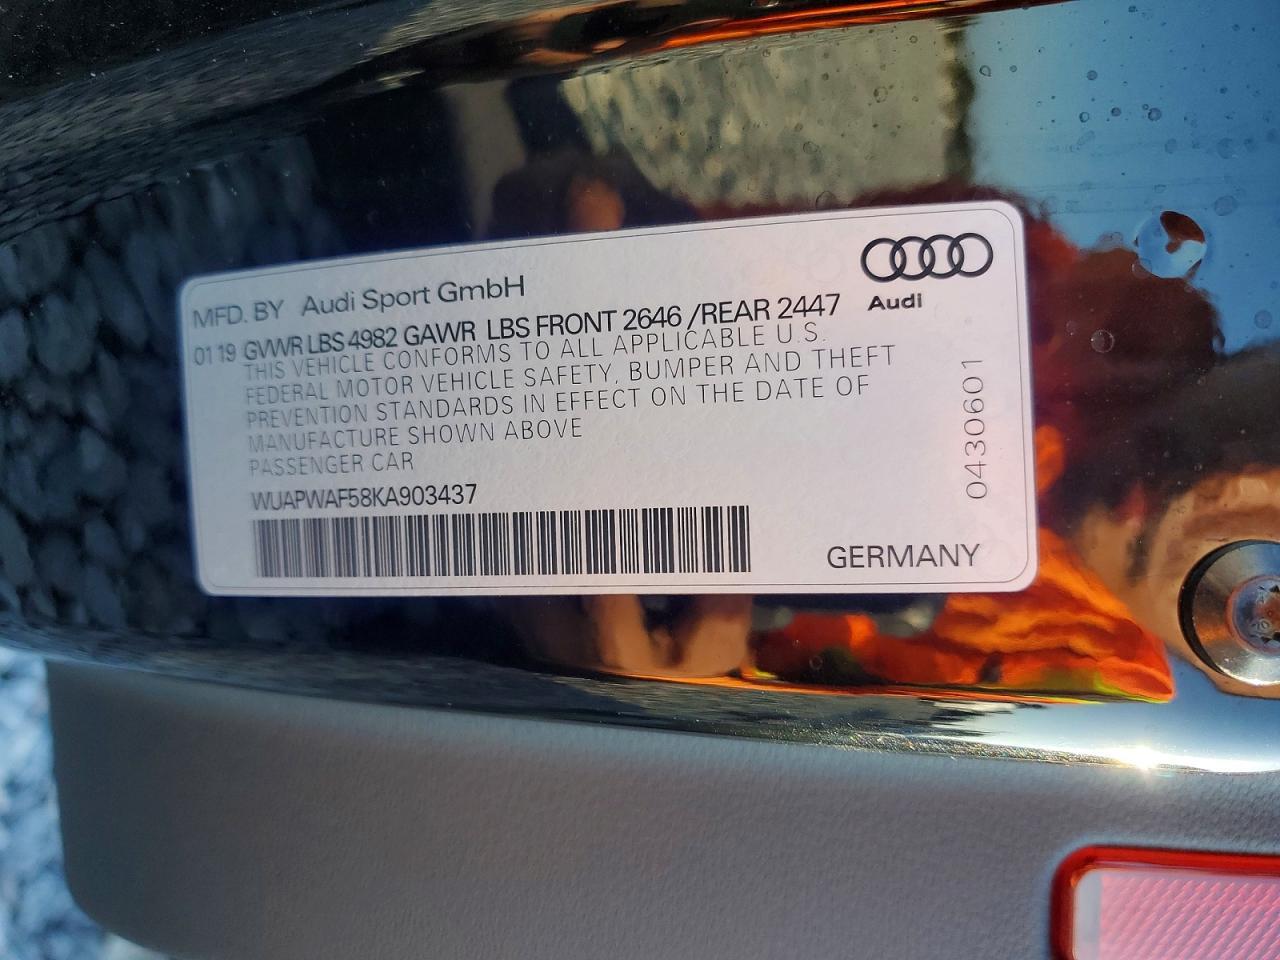 MFD. BY Audi Sport GmbH
Audi
01 19 GVWR LBS 4982 GAWR LBS FRONT 2646 /REAR 2447
THIS VEHICLE CONFORMS TO ALL APPLICABLE U.S.
FEDERAL MOTOR VEHICLE SAFETY, BUMPER AND THEFT
PREVENTION STANDARDS IN EFFECT ON THE DATE OF
MANUFACTURE SHOWN ABOVE
PASSENGER CAR
WUAPWAF58KA903437
GERMANY
0430601